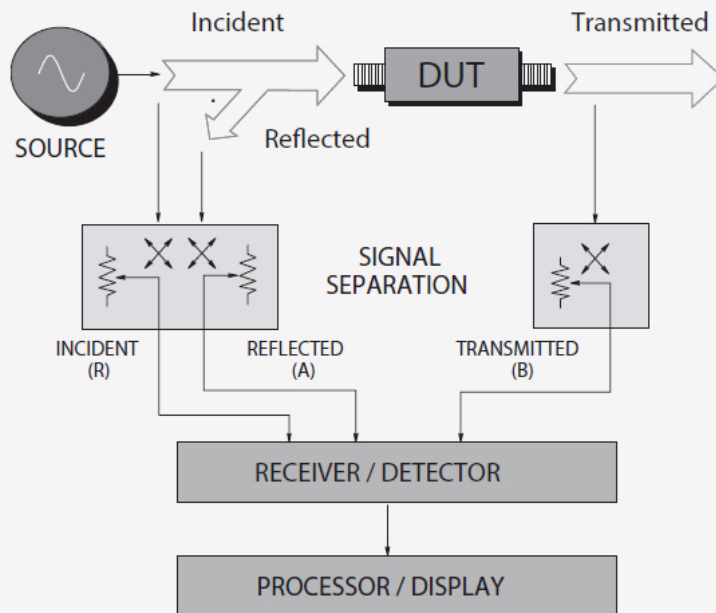 Incident
Transmitted
DUT
SOURCE
Reflected
SIGNAL
SEPARATION
INCIDENT
(R)
REFLECTED
(A)
TRANSMITTED
(B)
RECEIVER / DETECTOR
PROCESSOR / DISPLAY